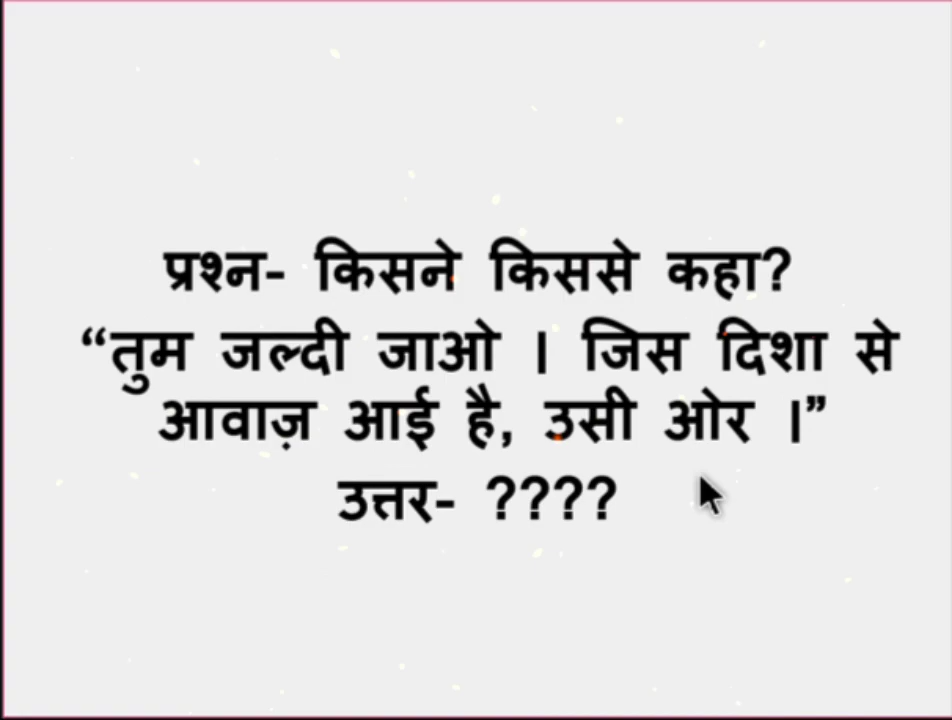 प्रश्न- किसने किससे कहा?
“तुम जल्दी जाओ । जिस दिशा से
आवाज़ आई है, उसी ओर ।”
उत्तर- ????